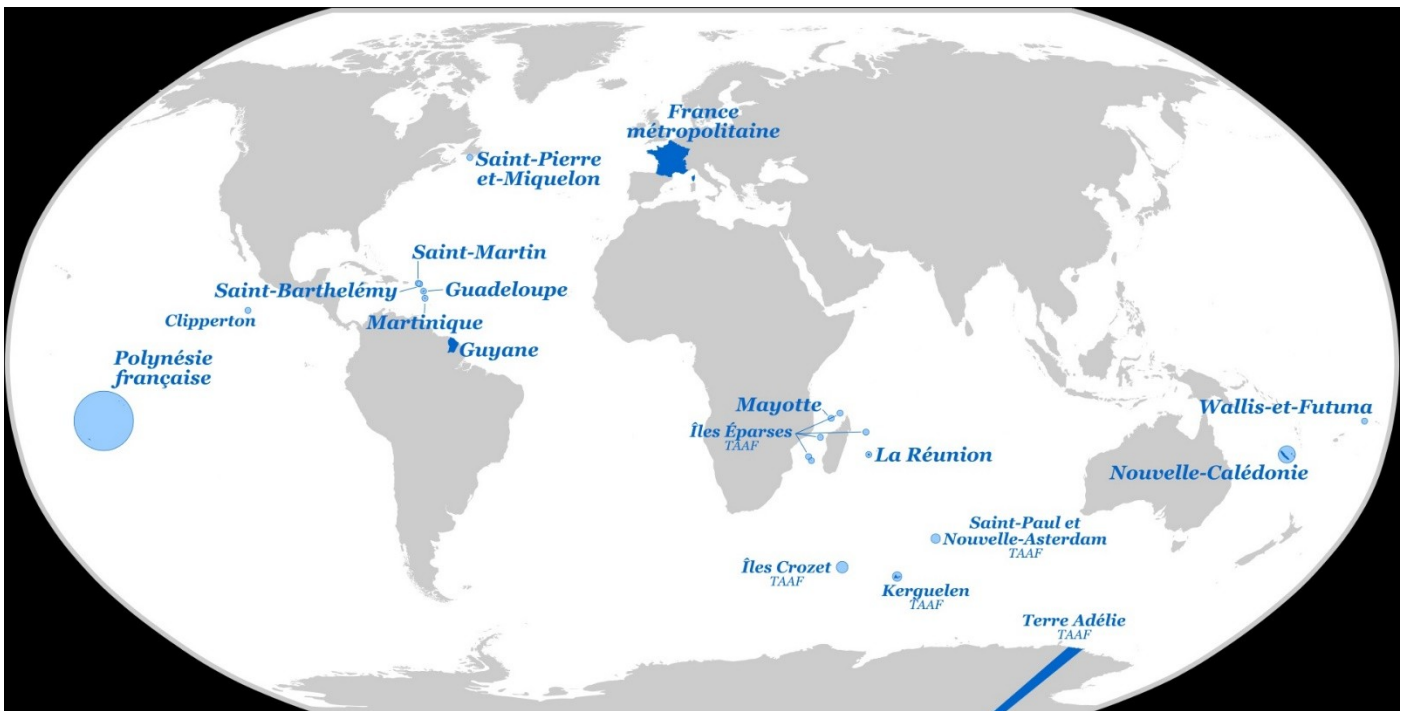 France
métropolitaine
Saint-Pierre
et-Miquelon
Saint-Martin
Saint-Barthelémy
Guadeloupe
Clipperton
Martinique
Guyane
Polynésie
française
Mayotte
Îles Éparses
TAAF
La Réunion
Wallis-et-Futuna
Nouvelle-Calédonie
Saint-Paul et
Nouvelle-Asterdam
TAAF
Îles Crozet
TAAF
Kerguelen
TAAF
Terre Adélie
TAAF